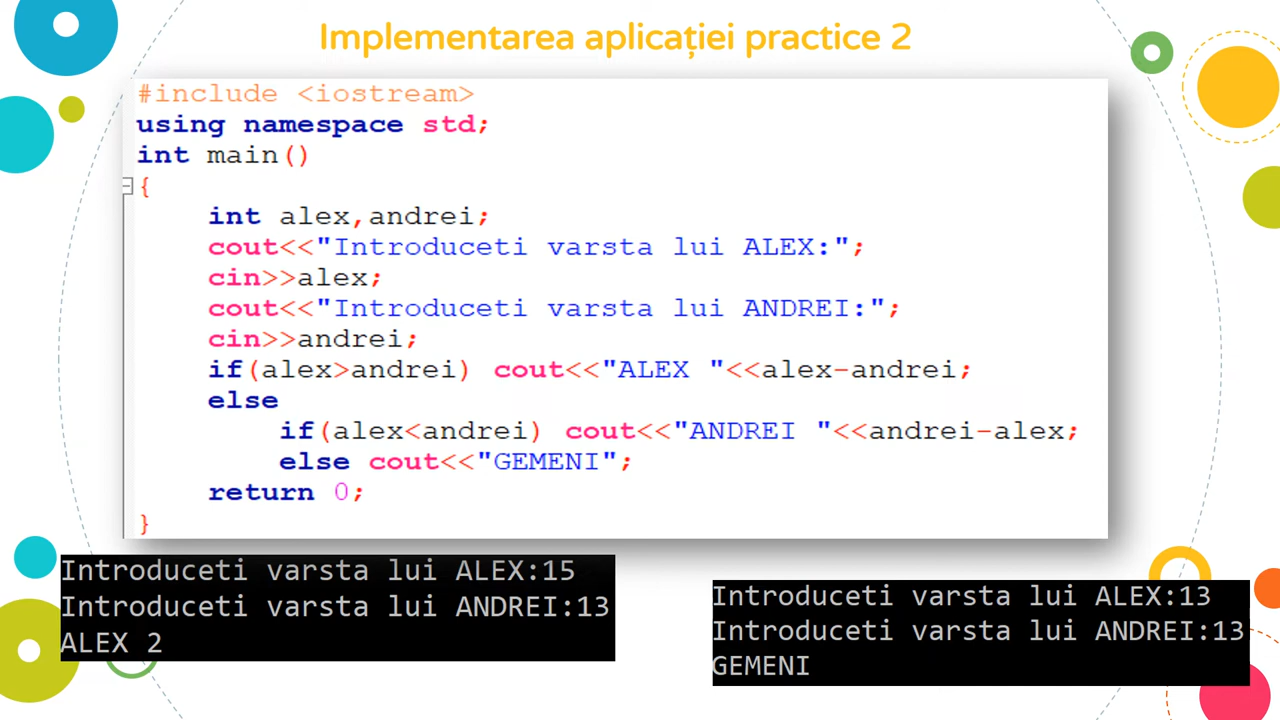 Implementarea aplicației practice 2
#include <iostream>
using namespace std;
int main()
{
int alex,andrei;
cout<<"Introduceti varsta lui ALEX:";
cin>>alex;
cout<<"Introduceti varsta lui ANDREI:";
cin>>andrei;
if(alex>andrei) cout<<"ALEX "<<alex-andrei;
else
if(alex<andrei) cout<<"ANDREI "<<andrei-alex;
else cout<<"GEMENI";
return 0;
}
Introduceti varsta lui ALEX:15
Introduceti varsta lui ANDREI:13
ALEX 2
Introduceti varsta lui ALEX:13
Introduceti varsta lui ANDREI:13
GEMENI